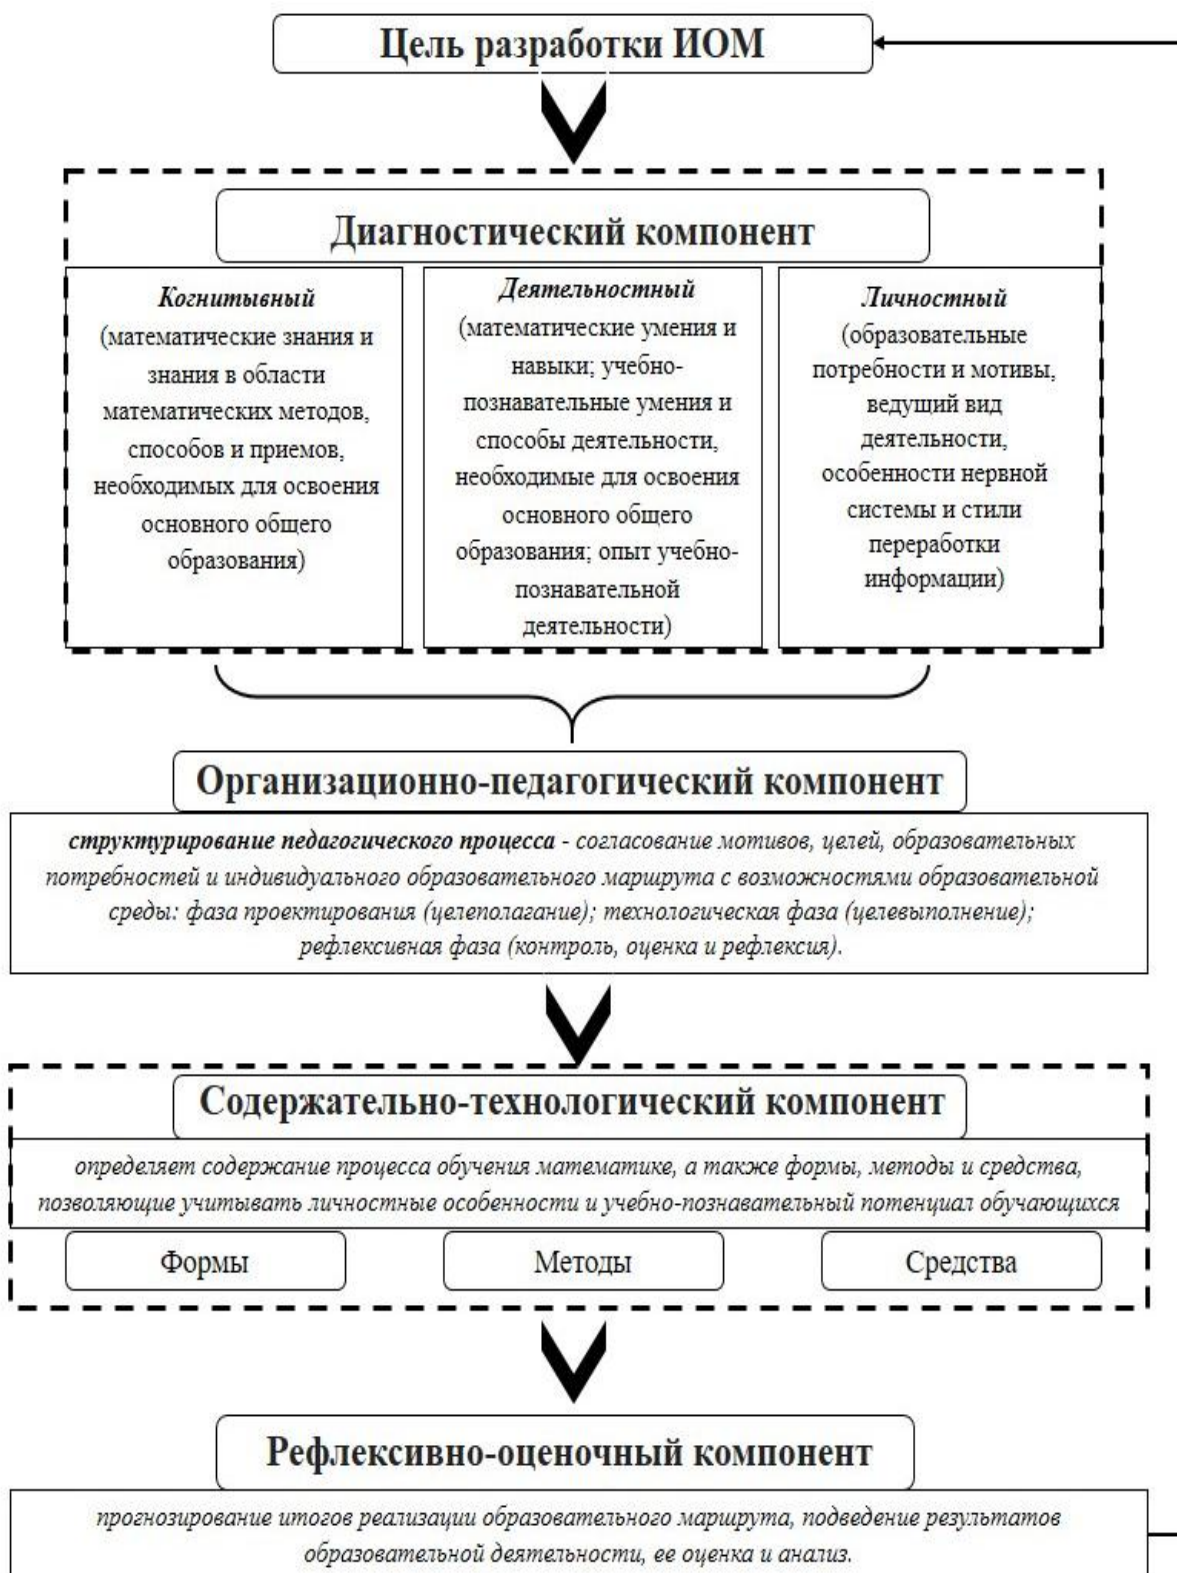 Цель разработки ИОМ
Диагностический компонент
Когнитывный
(математические знания и
знания в области
математических методов,
способов и приемов,
необходимых для освоения
основного общего
образования)
Деятельностный
(математические умения и
навыки; учебно-
познавательные умения и
способы деятельности,
необходимые для освоения
основного общего
образования; опыт учебно-
познавательной
деятельности)
Личностный
(образовательные
потребности и мотивы,
ведущий вид
деятельности,
особенности нервной
системы и стили
переработки
информации)
Организационно-педагогический компонент
структурирование педагогического процесса - согласование мотивов, целей, образовательных
потребностей и индивидуального образовательного маршрута с возможностями образовательной
среды: фаза проектирования (целеполагание); технологическая фаза (целевыполнение);
рефлексивная фаза (контроль, оценка и рефлексия).
Содержательно-технологический компонент
определяет содержание процесса обучения математике, а также формы, методы и средства,
позволяющие учитывать личностные особенности и учебно-познавательный потенциал обучающихся
Формы
Методы
Средства
Рефлексивно-оценочный компонент
прогнозирование итогов реализации образовательного маршрута, подведение результатов
образовательной деятельности, ее оценка и анализ.